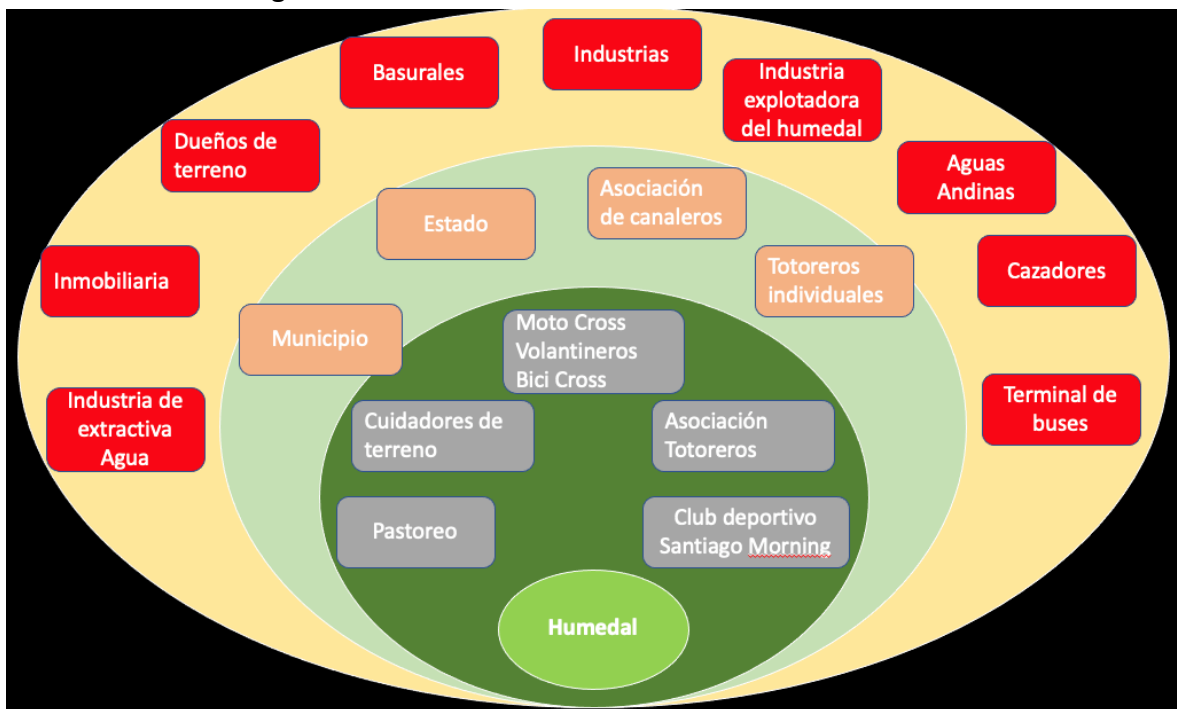 Industrias
Basurales
Industria
explotadora
del humedal
Dueños de
terreno
Aguas
Andinas
Asociación
de canaleros
Estado
Inmobiliaria
Totoreros
individuales
Cazadores
Municipio
Moto Cross
Volantineros
Bici Cross
Industria de
extractiva
Agua
Cuidadores de
terreno
Asociación
Totoreros
Terminal de
buses
Pastoreo
Club deportivo
Santiago Morning
Humedal